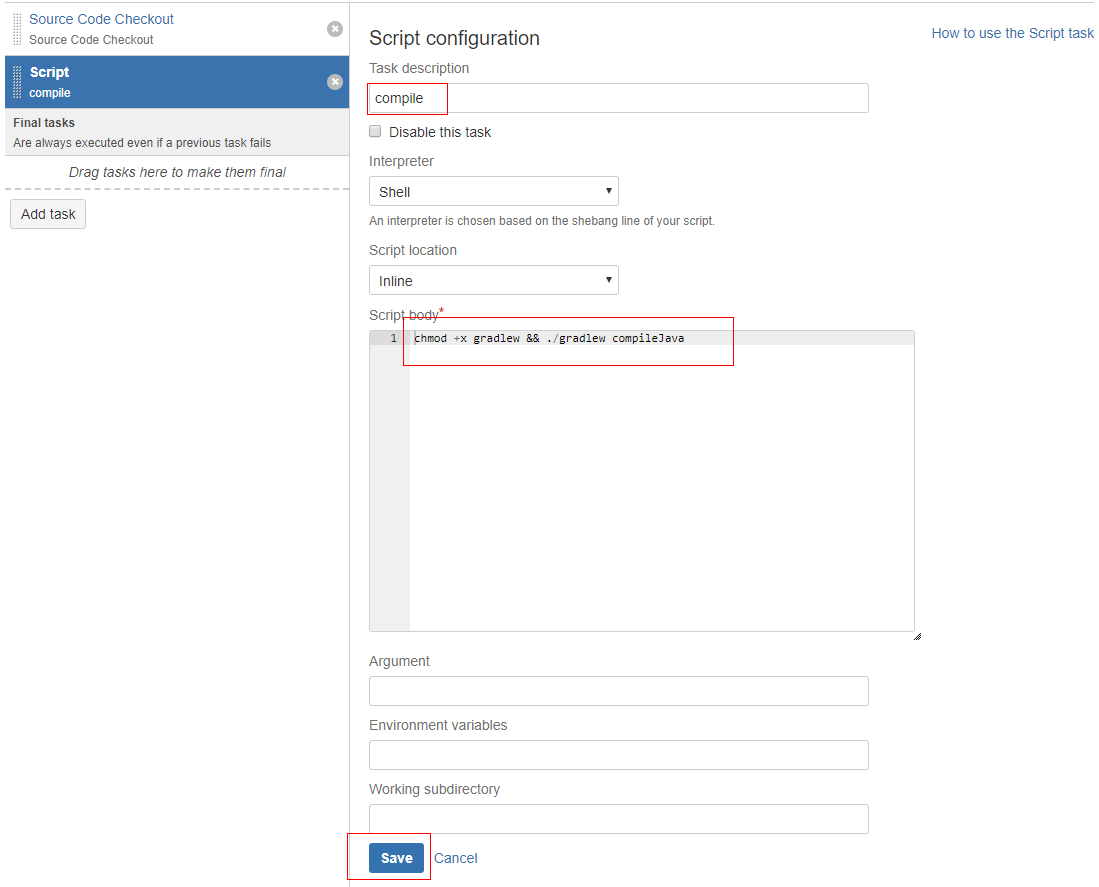 Source Code Checkout
Source Code Checkout
Script
compile
Final tasks
Are always executed even if a previous task fails
Drag tasks here to make them final
Add task
Script configuration
How to use the Script task
Task description
compile
Disable this task
Interpreter
Shell
An interpreter is chosen based on the shebang line of your script.
Script location
Inline
Script body*
1 chmod +x gradlew && ./gradlew compileJava
Argument
Environment variables
Working subdirectory
Save Cancel